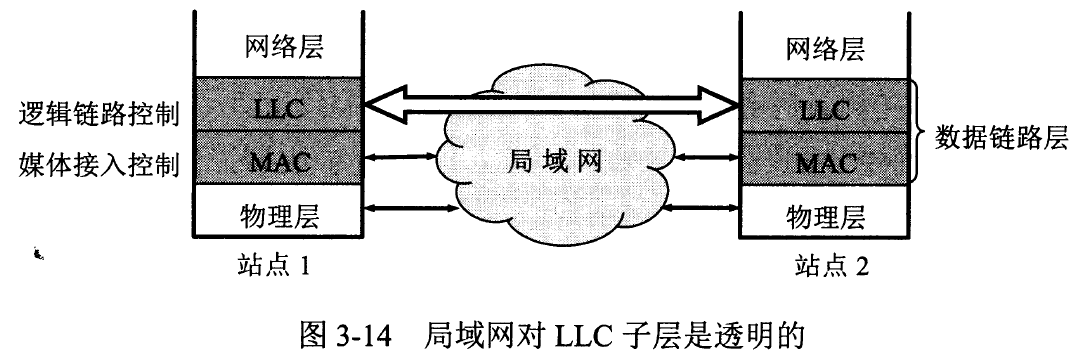 网络层
网络层
逻辑链路控制
LLC
LLC
数据链路层
媒体接入控制
MAC
局域网
MAC
物理层
物理层
站点 1
站点 2
图 3-14 局域网对 LLC 子层是透明的